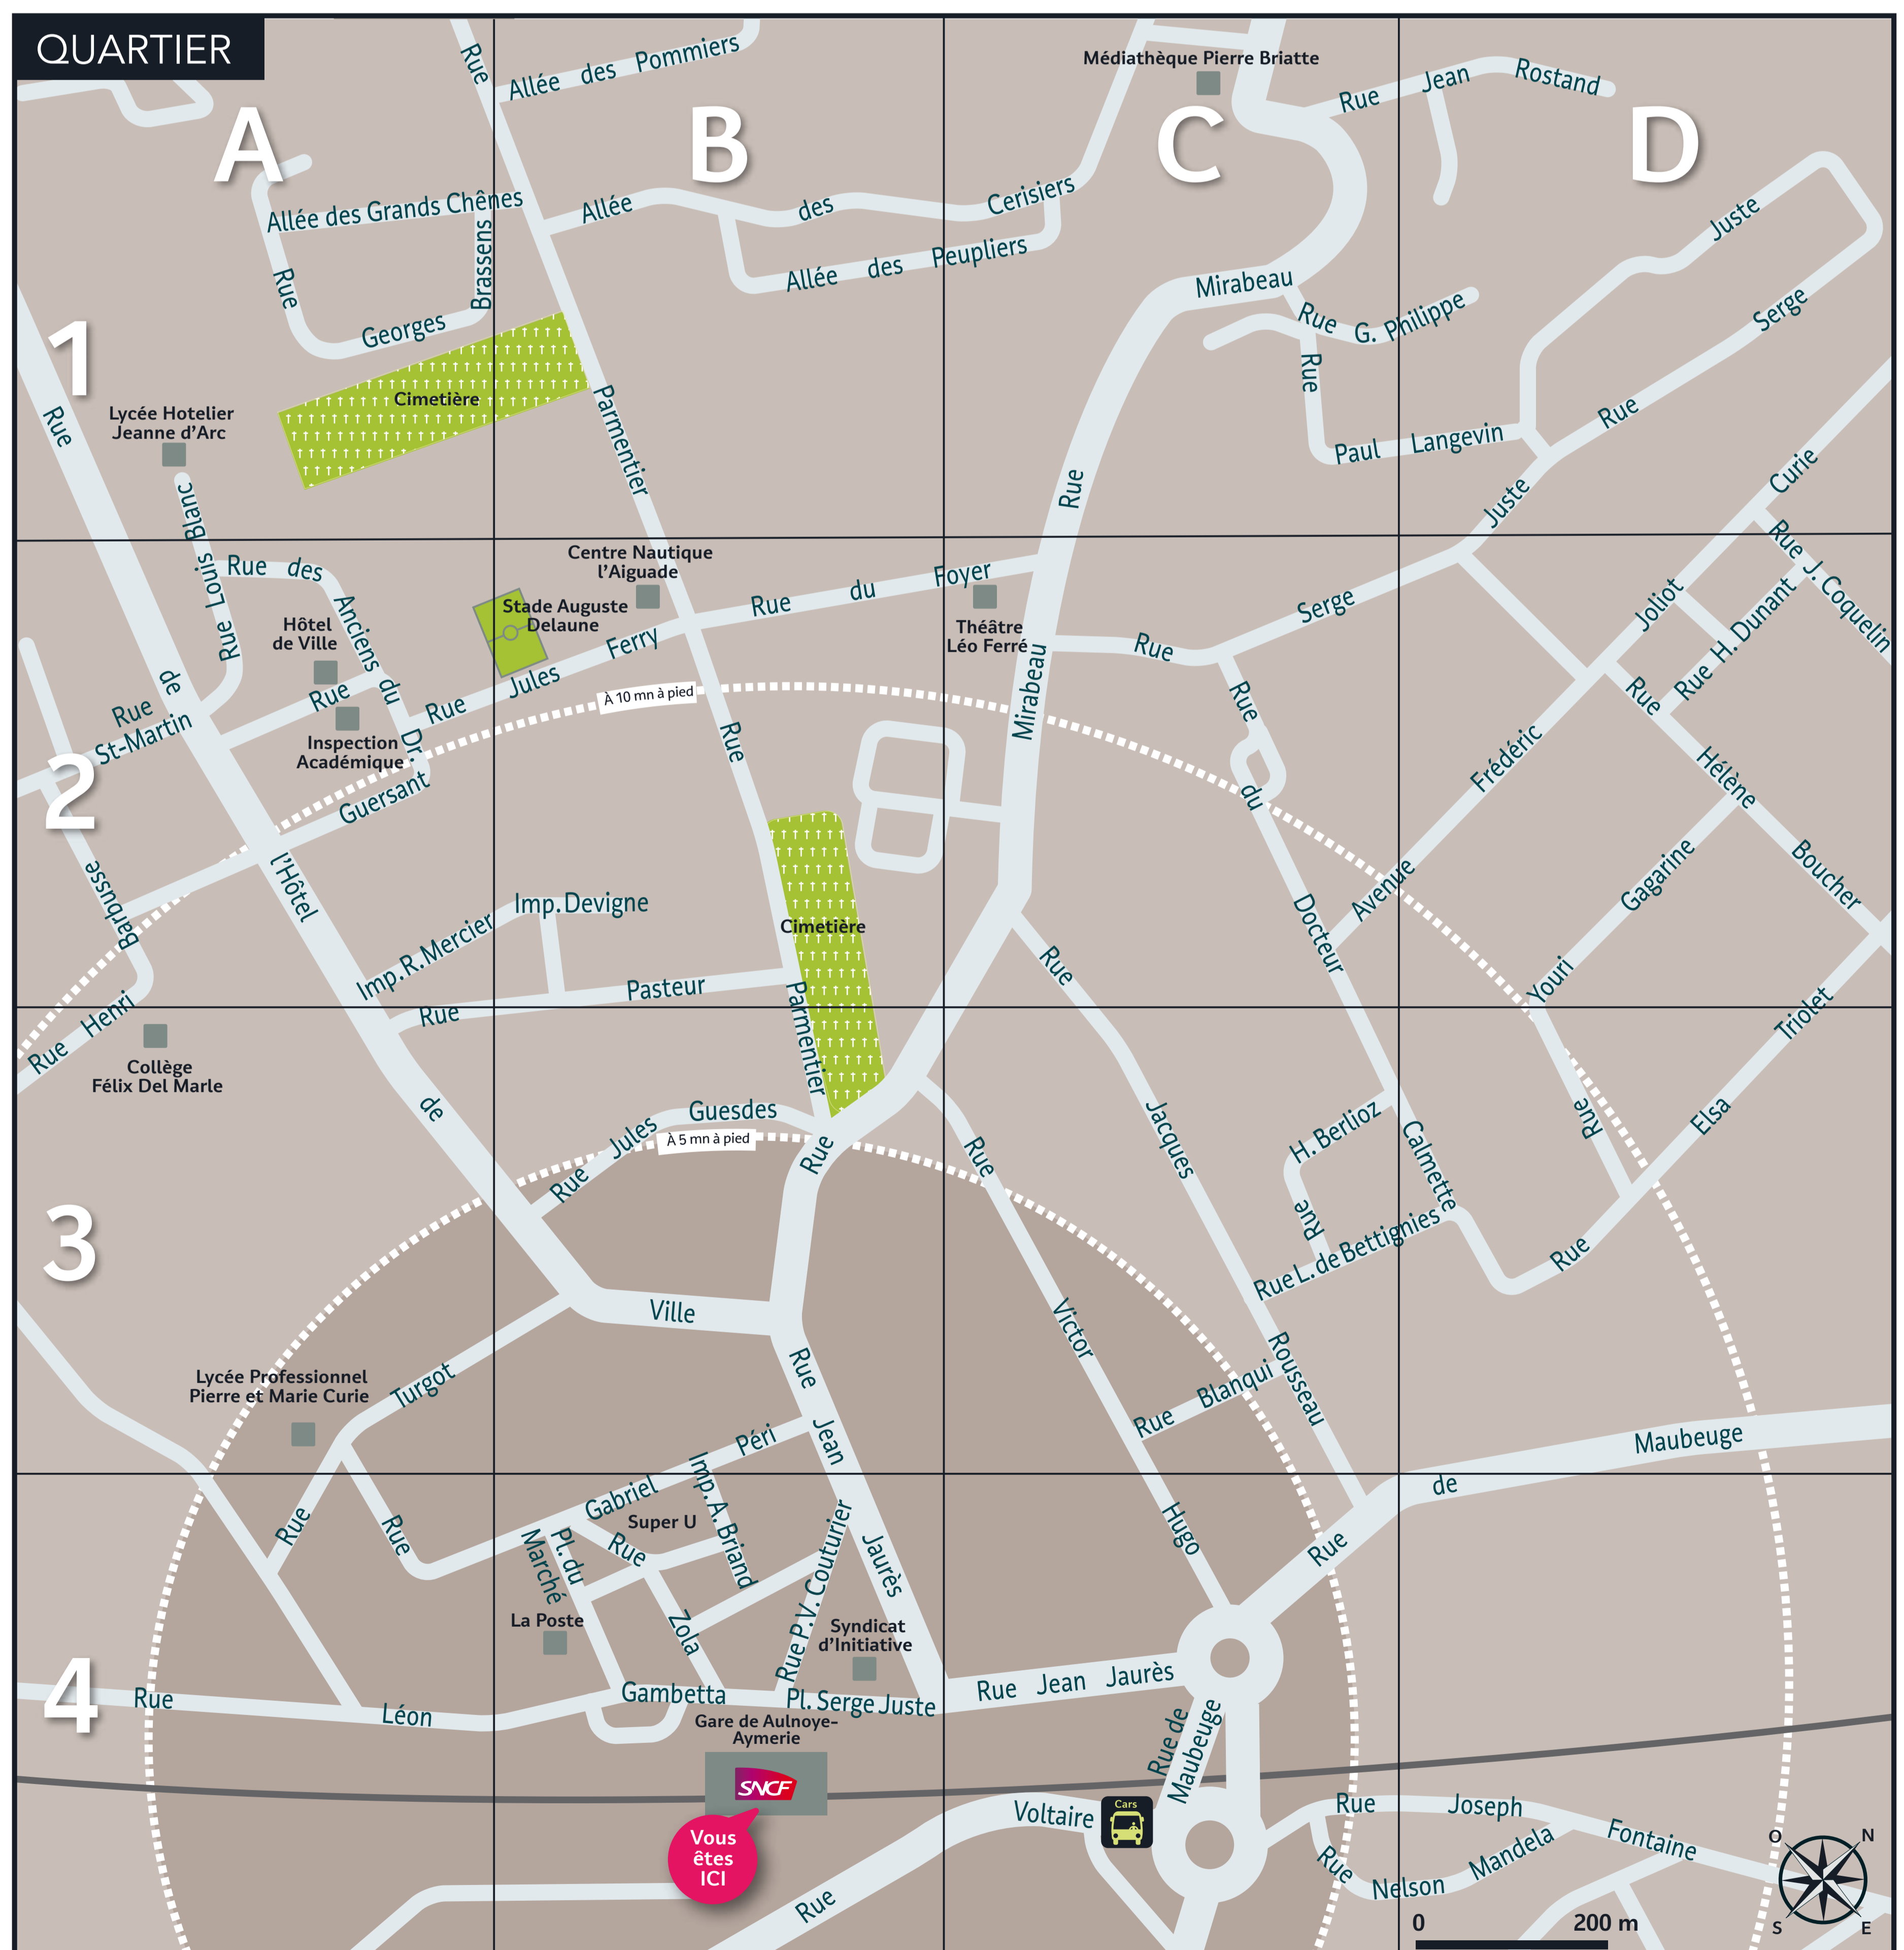 QUARTIER
A
B
C
D
1
2
3
4
Rue
Allée des Pommiers
Médiathèque Pierre Briatte
Rue Jean Rostand
Allée des Grands Chênes
Rue Georges Brassens
Allée des Cerisiers
Allée des Peupliers
Mirabeau
Rue G. Philippe
Rue Paul Langevin
Juste
Serge
Rue
Juste
Curie
Rue
Lycée Hotelier
Jeanne d'Arc
Cimetière
Parmentier
Rue
Rue Louis Blanc
Rue des Anciens du Dr.
Guersant
Centre Nautique
l'Aiguade
Stade Auguste
Delaune
Hôtel
de Ville
Rue
Inspection
Académique
Rue Jules Ferry
Rue du Foyer
Théâtre
Léo Ferré
Rue Serge
Joliot
Rue J. Coquelin
Rue H. Dunant
Rue Hélène Boucher
Frédéric
Avenue
Youri Gagarine
Rue
À 10 mn à pied
Mirabeau
Rue du Docteur Calmette
Rue
St-Martin
de
l'Hôtel
Barbusse
Rue Henri
Imp. R. Mercier
Imp. Devigne
Rue Pasteur
Rue
Parmentier
Cimetière
Collège
Félix Del Marle
de
Rue Jules Guesdes
À 5 mn à pied
Rue
Rue Jacques Rousseau
Rue Victor Hugo
H. Berlioz
Rue
Rue L. de Bettignies
Rue Elsa Triolet
Ville
Rue Jean Jaurès
Rue Blanqui
Lycée Professionnel
Pierre et Marie Curie
Rue Turgot
Rue Gabriel Péri
Imp. A. Briand
Super U
Rue Zola
Pl. du
Marché
La Poste
Rue P. V. Couturier
Syndicat
d'Initiative
Rue de Maubeuge
Rue Léon Gambetta
Pl. Serge Juste
Rue Jean Jaurès
Rue de
Maubeuge
Gare de Aulnoye-
Aymerie
SNCF
Vous
êtes
ICI
Rue Voltaire
Cars
Rue Joseph Fontaine
Rue Nelson Mandela
O
N
S
E
0
200 m